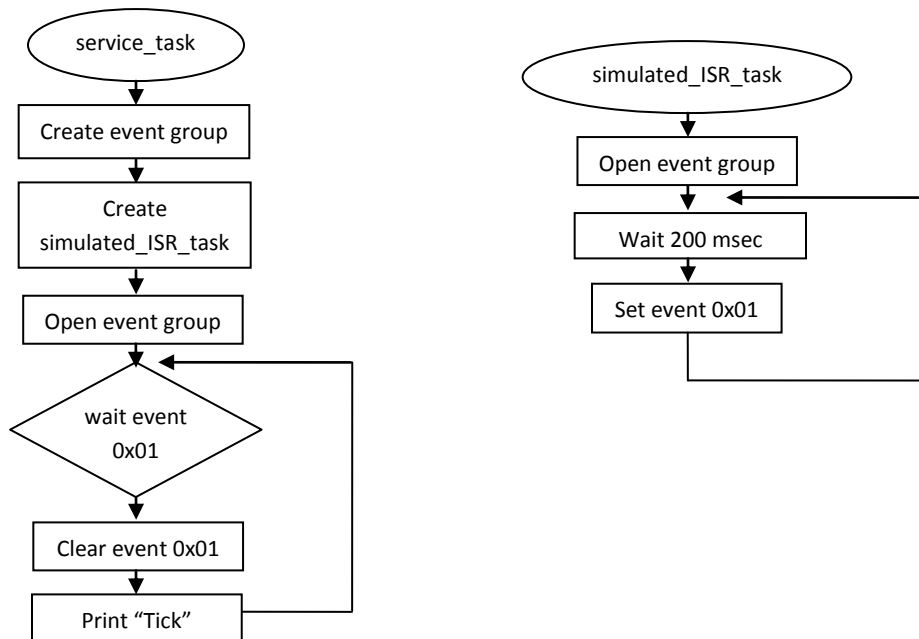 service_task
Create event group
Create
simulated_ISR_task
Open event group
wait event
0x01
Clear event 0x01
Print “Tick”
simulated_ISR_task
Open event group
Wait 200 msec
Set event 0x01